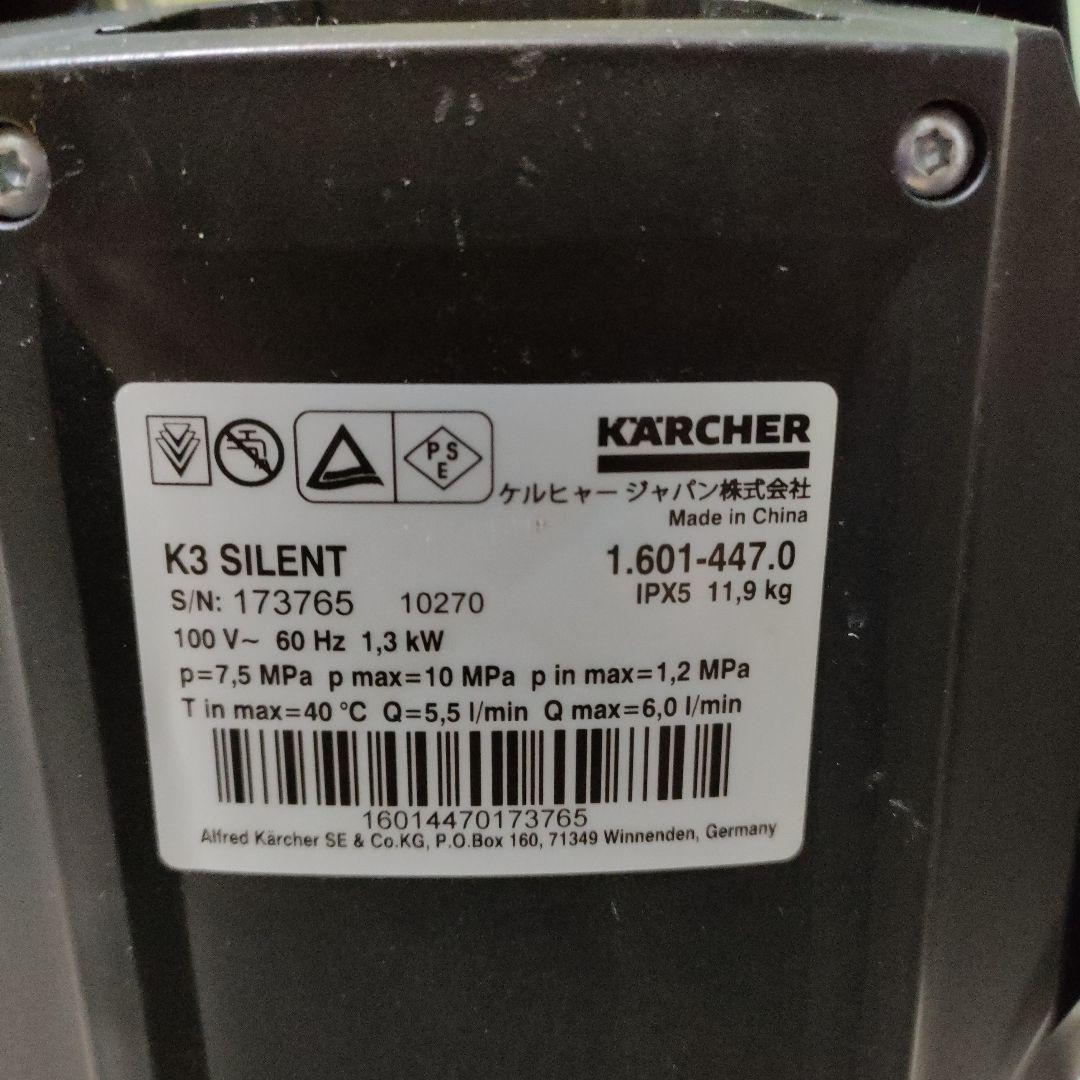 PSE
KÄRCHER
ケルヒャー ジャパン株式会社
Made in China
K3 SILENT 1.601-447.0
S/N: 173765 10270 IPX5 11,9 kg
100 V~ 60 Hz 1,3 kW
p=7,5 MPa p max=10 MPa p in max=1,2 MPa
T in max=40 °C Q=5,5 l/min Q max=6,0 l/min
16014470173765
Alfred Kärcher SE & Co.KG, P.O.Box 160, 71349 Winnenden, Germany